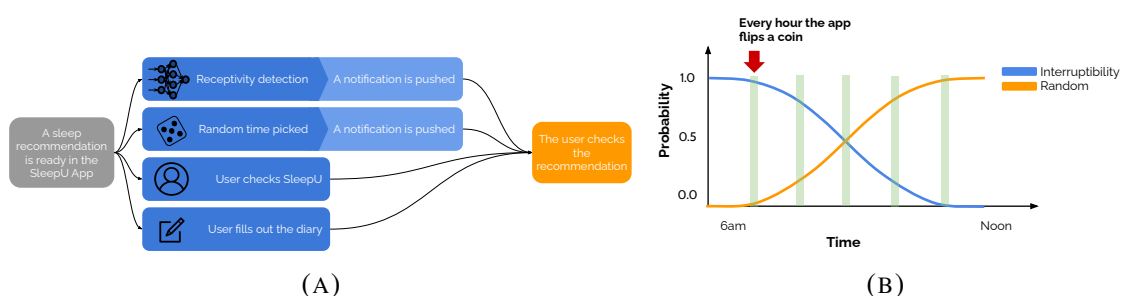 A sleep
recommendation
is ready in the
SleepU App
Receptivity detection
A notification is pushed
Random time picked
A notification is pushed
User checks SleepU
User fills out the diary
The user checks
the
recommendation
(A)
Every hour the app
flips a coin
Probability
1.0
0.5
0.0
6am
Noon
Time
Interruptibility
Random
(B)